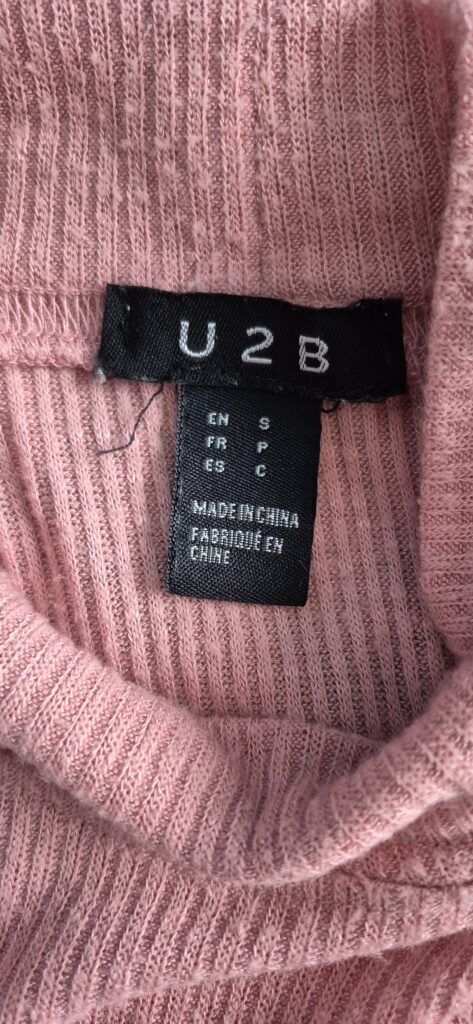 U2B
EN S
FR P
ES C
MADE IN CHINA
FABRIQUÉ EN
CHINE